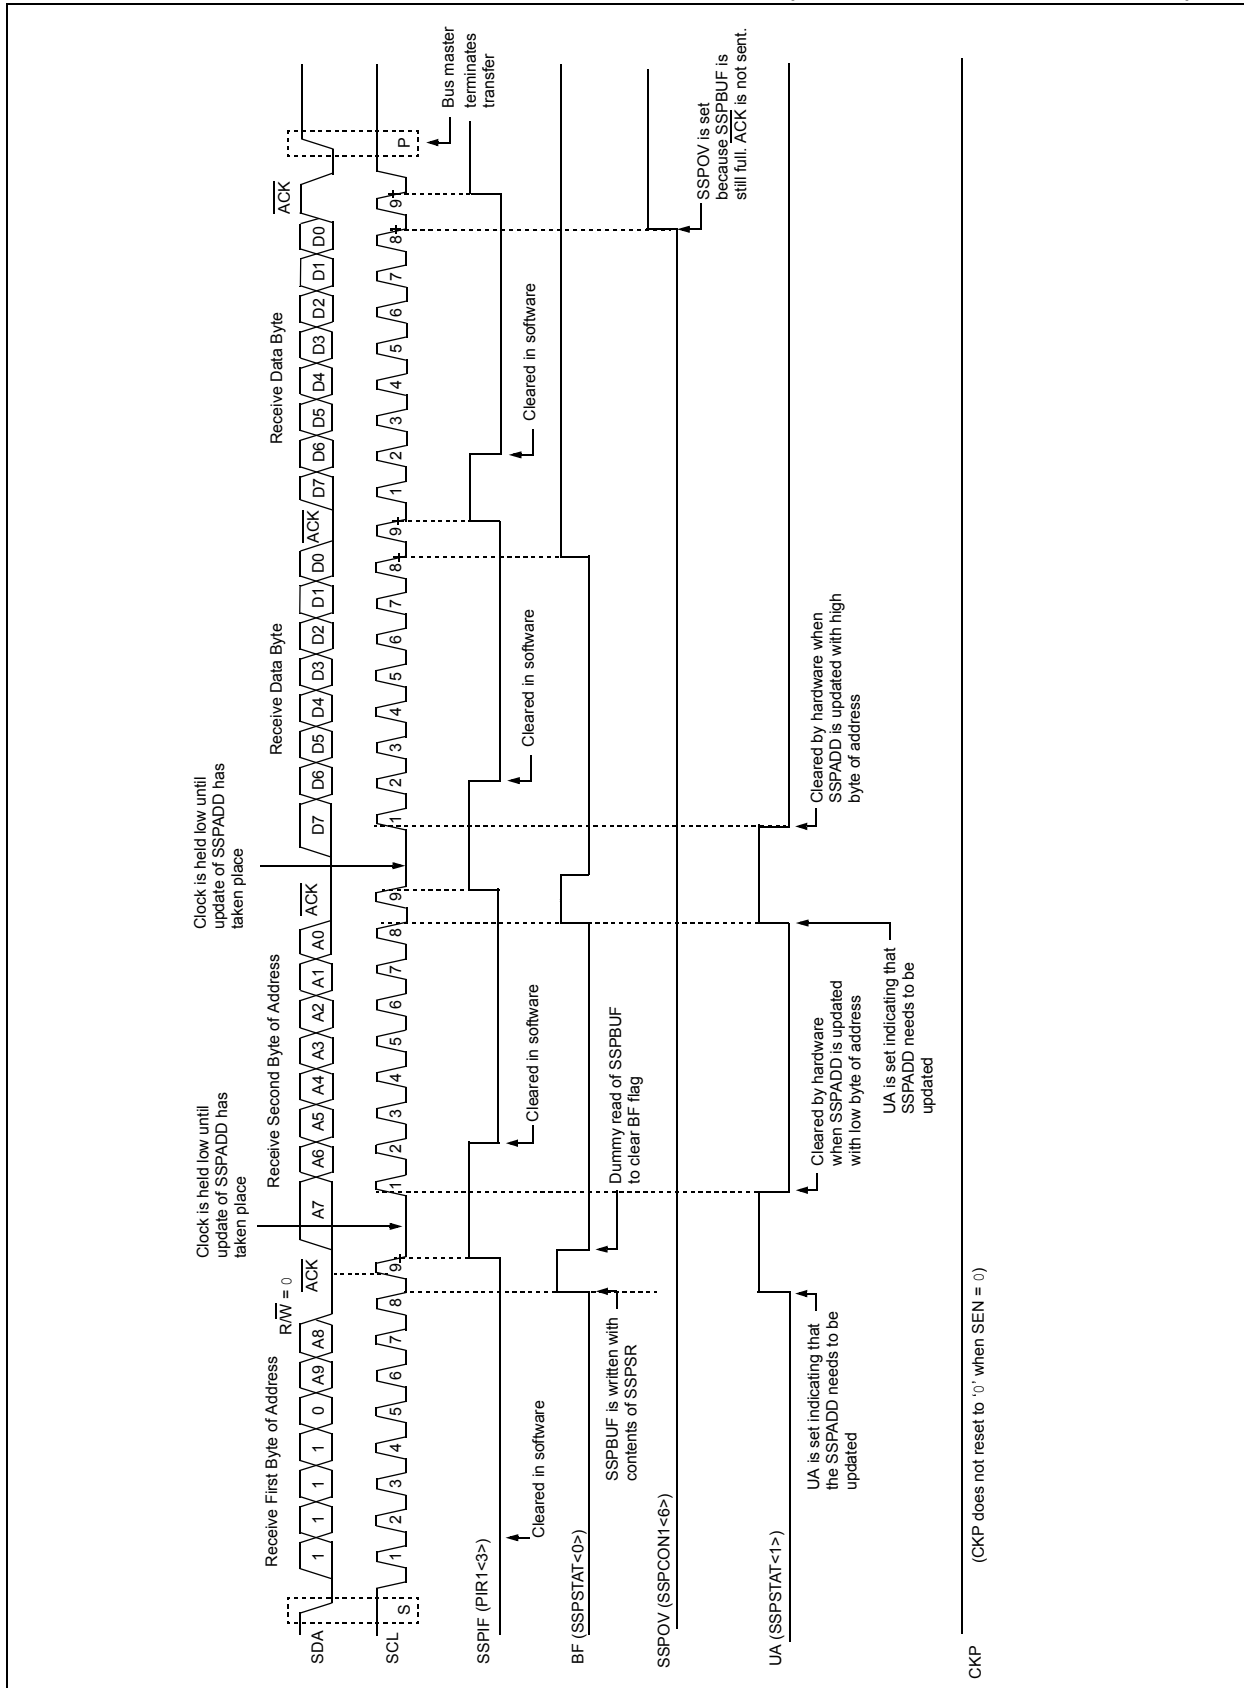 Receive First Byte of Address
R/W = 0
ACK
Clock is held low until
update of SSPADD has
taken place
Receive Second Byte of Address
ACK
Clock is held low until
update of SSPADD has
taken place
Receive Data Byte
ACK
Receive Data Byte
ACK
SDA
1 1 1 1 0 A9 A8
A7 A6 A5 A4 A3 A2 A1 A0
D7 D6 D5 D4 D3 D2 D1 D0
D7 D6 D5 D4 D3 D2 D1 D0
SCL
S
1 2 3 4 5 6 7 8 9
1 2 3 4 5 6 7 8 9
1 2 3 4 5 6 7 8 9
1 2 3 4 5 6 7 8 9
P
Bus master
terminates
transfer
SSPIF (PIR1<3>)
Cleared in software
Cleared in software
Cleared in software
Cleared in software
BF (SSPSTAT<0>)
SSPBUF is written with
contents of SSPSR
Dummy read of SSPBUF
to clear BF flag
SSPOV (SSPCON1<6>)
SSPOV is set
because SSPBUF is
still full. ACK is not sent.
UA (SSPSTAT<1>)
UA is set indicating that
the SSPADD needs to be
updated
Cleared by hardware
when SSPADD is updated
with low byte of address
UA is set indicating that
SSPADD needs to be
updated
Cleared by hardware when
SSPADD is updated with high
byte of address
CKP
(CKP does not reset to ‘0’ when SEN = 0)